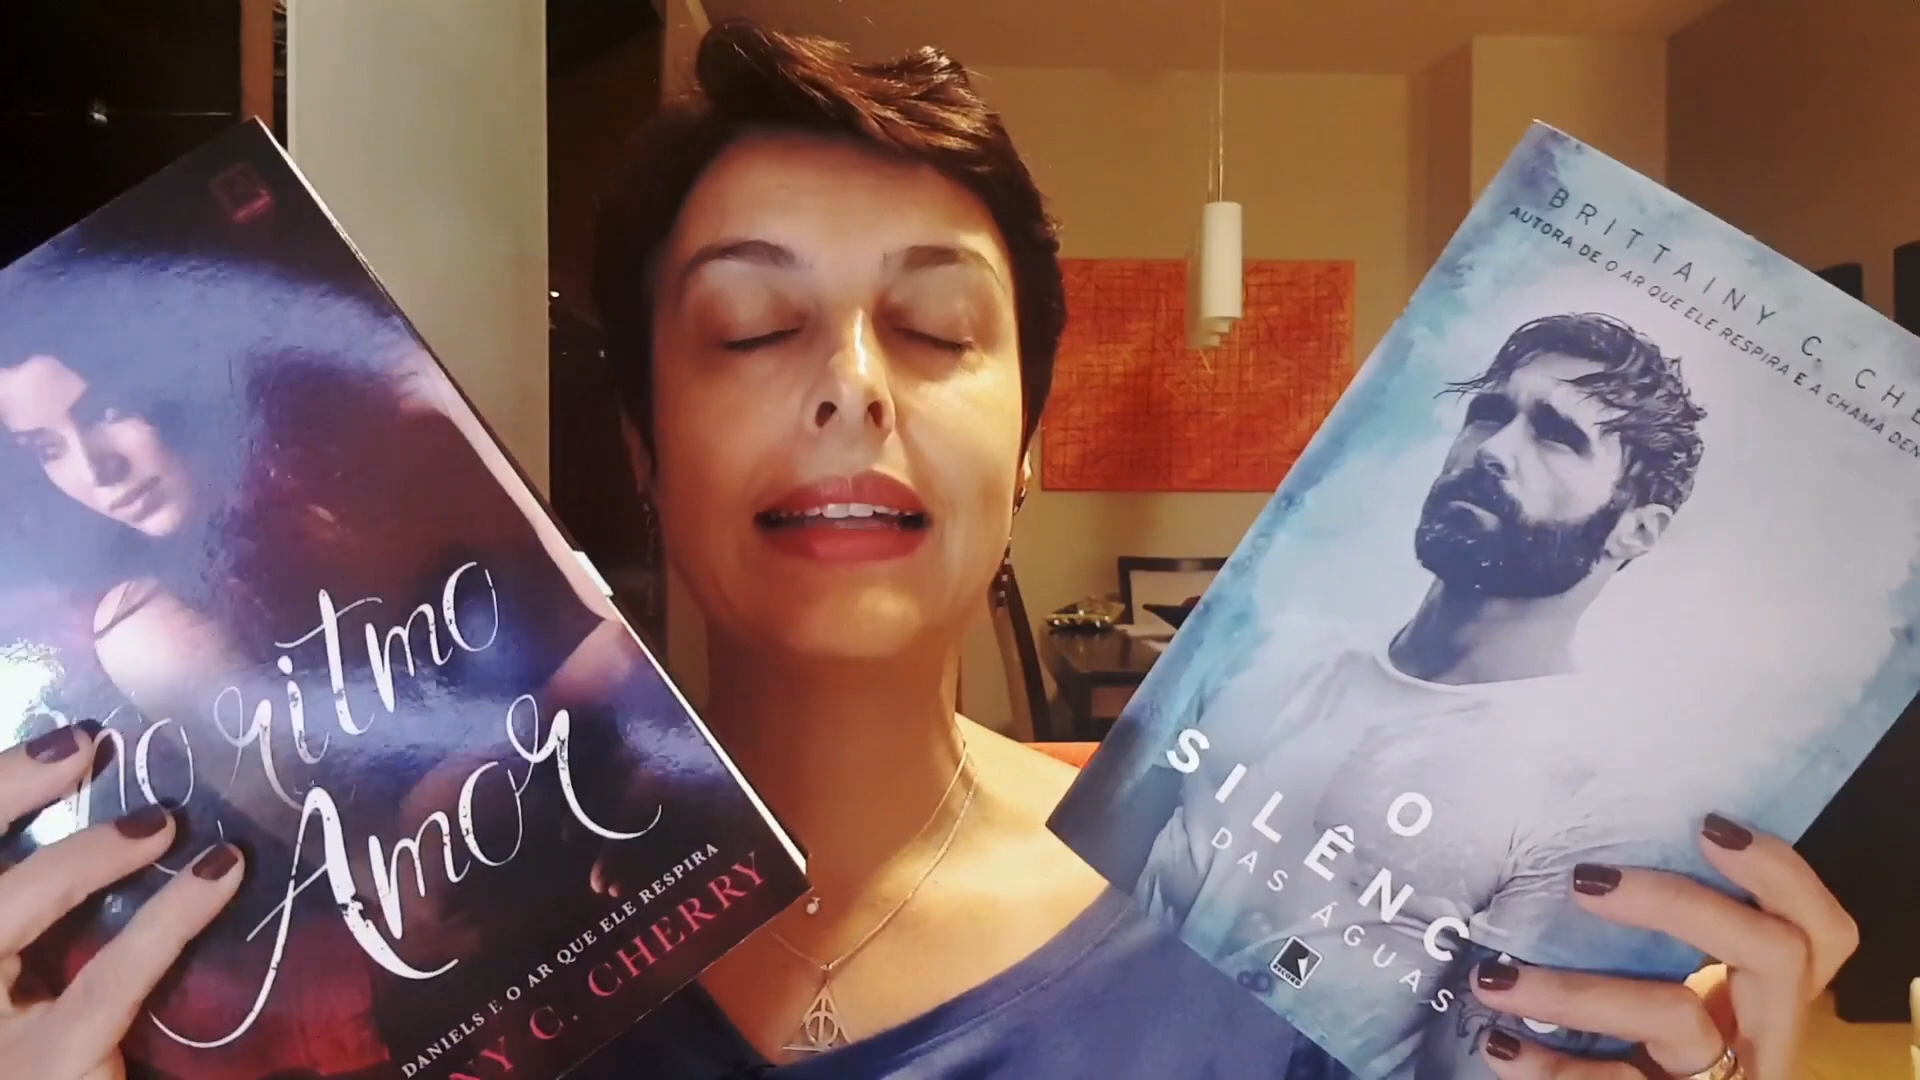 no ritmo
Amor
DANIELS E O AR QUE ELE RESPIRA
NY C. CHERRY
BRITTAINY C. CHE
AUTORA DE O AR QUE ELE RESPIRA E A CHAMA DEN
O
SILÊNC
DAS ÁGUAS
RECORD